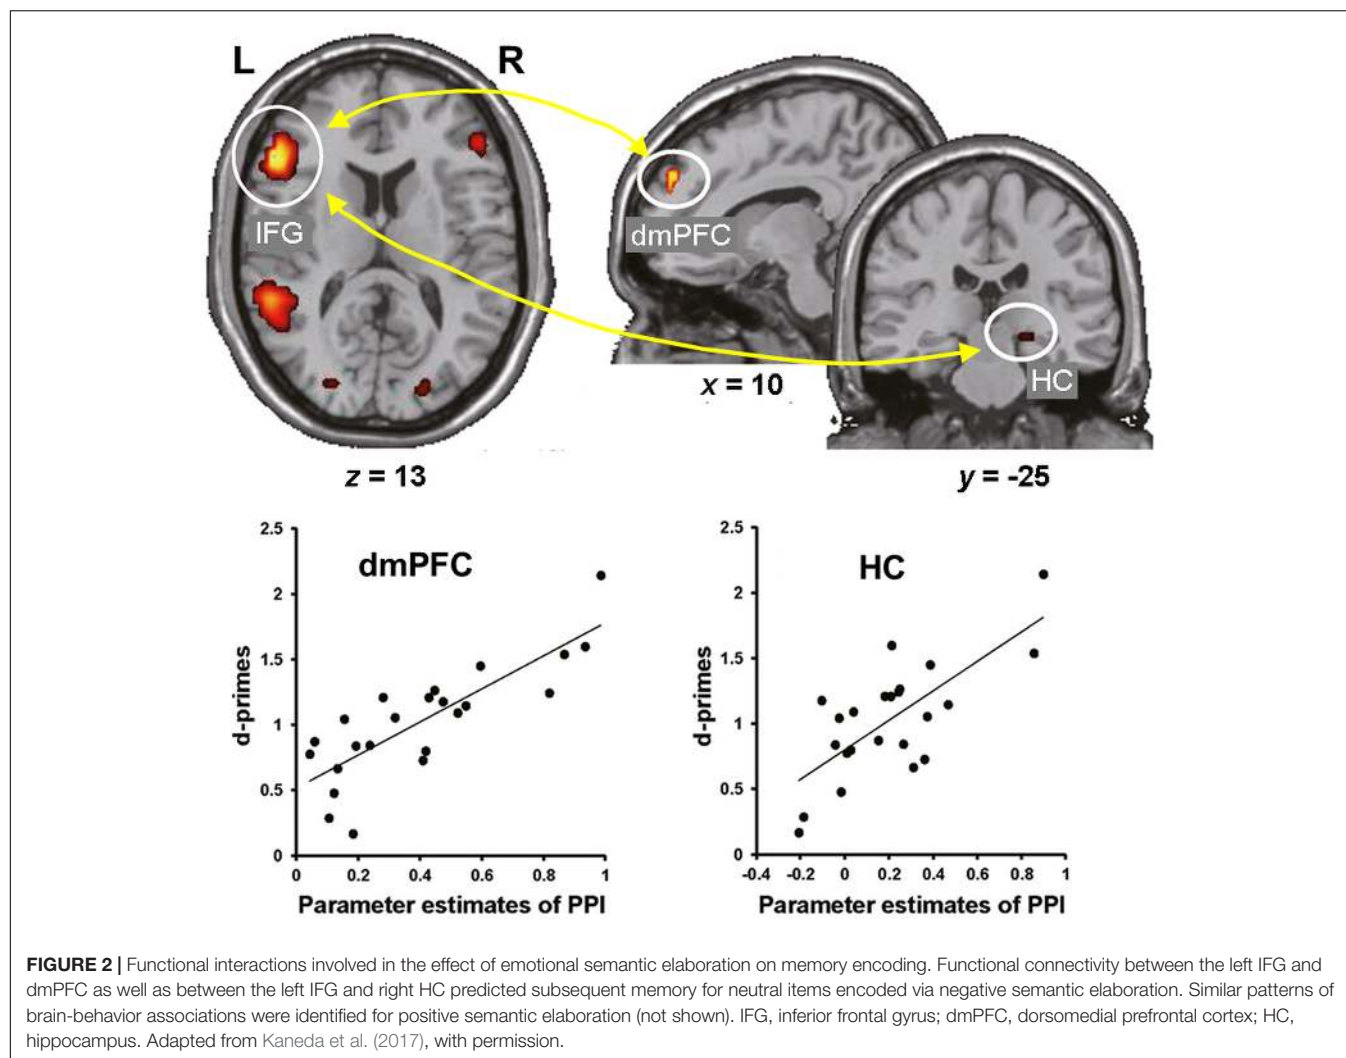 L
R
IFG
dmPFC
HC
z = 13
x = 10
y = -25
2.5
2
1.5
1
0.5
0
d-primes
dmPFC
0 0.2 0.4 0.6 0.8 1
Parameter estimates of PPI
2.5
2
1.5
1
0.5
0
d-primes
HC
-0.4 -0.2 0 0.2 0.4 0.6 0.8 1
Parameter estimates of PPI
FIGURE 2 | Functional interactions involved in the effect of emotional semantic elaboration on memory encoding. Functional connectivity between the left IFG and
dmPFC as well as between the left IFG and right HC predicted subsequent memory for neutral items encoded via negative semantic elaboration. Similar patterns of
brain-behavior associations were identified for positive semantic elaboration (not shown). IFG, inferior frontal gyrus; dmPFC, dorsomedial prefrontal cortex; HC,
hippocampus. Adapted from Kaneda et al. (2017), with permission.